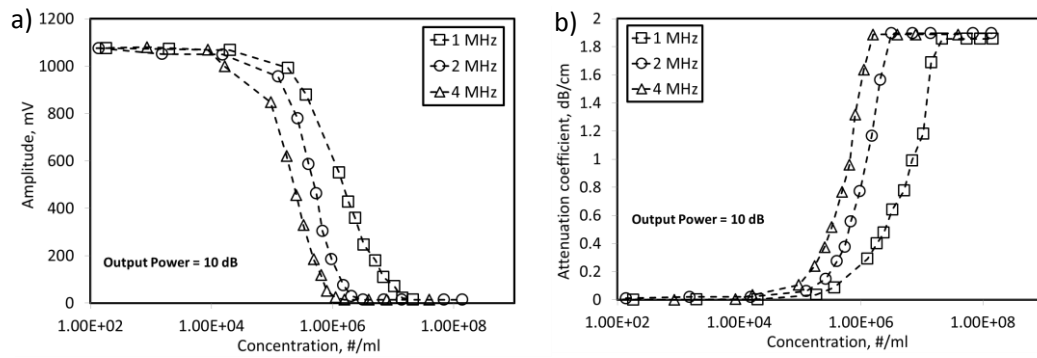 a)
1200
1000
800
600
400
200
0
Amplitude, mV
1 MHz
2 MHz
4 MHz
Output Power = 10 dB
1.00E+02 1.00E+04 1.00E+06 1.00E+08
Concentration, #/ml
b)
2
1.8
1.6
1.4
1.2
1
0.8
0.6
0.4
0.2
0
Attenuation coefficient, dB/cm
1 MHz
2 MHz
4 MHz
Output Power = 10 dB
1.00E+02 1.00E+04 1.00E+06 1.00E+08
Concentration, #/ml